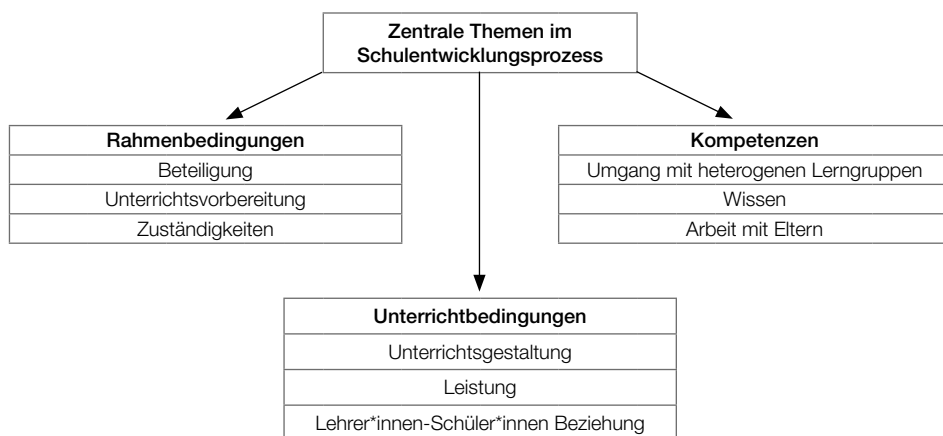 Zentrale Themen im
Schulentwicklungsprozess
Rahmenbedingungen
Beteiligung
Unterrichtsvorbereitung
Zuständigkeiten
Kompetenzen
Umgang mit heterogenen Lerngruppen
Wissen
Arbeit mit Eltern
Unterrichtbedingungen
Unterrichtsgestaltung
Leistung
Lehrer*innen-Schüler*innen Beziehung